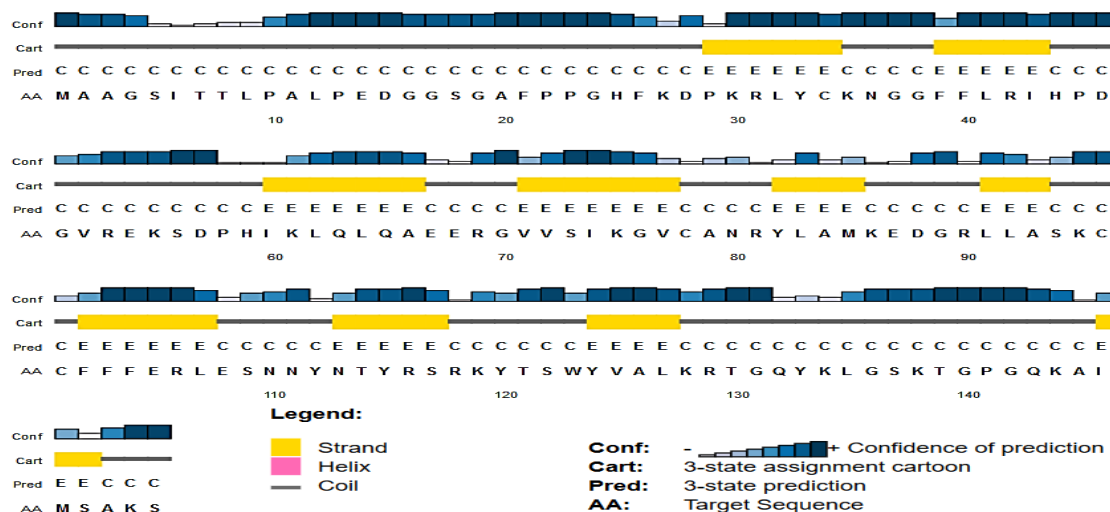 Conf
Cart
Pred C C C C C C C C C C C C C C C C C C C C C C C C C C C C E E E E E E C C C C E E E E E C C C
AA M A A G S I T T L P A L P E D G G S G A F P P G H F K D P K R L Y C K N G G F F L R I H P D
10 20 30 40
Conf
Cart
Pred C C C C C C C C C E E E E E E E C C C C E E E E E E E C C C C E E E E C C C C C E E E C C C
AA G V R E K S D P H I K L Q L Q A E E R G V V S I K G V C A N R Y L A M K E D G R L L A S K C
60 70 80 90
Conf
Cart
Pred C E E E E E E C C C C C E E E E E C C C C C C E E E E C C C C C C C C C C C C C C C C C C E
AA C F F F E R L E S N N Y N T Y R S R K Y T S W Y V A L K R T G Q Y K L G S K T G P G Q K A I
110 120 130 140
Conf
Cart
Pred E E C C C
AA M S A K S
Legend:
Strand
Helix
Coil
Conf: - + Confidence of prediction
Cart: 3-state assignment cartoon
Pred: 3-state prediction
AA: Target Sequence